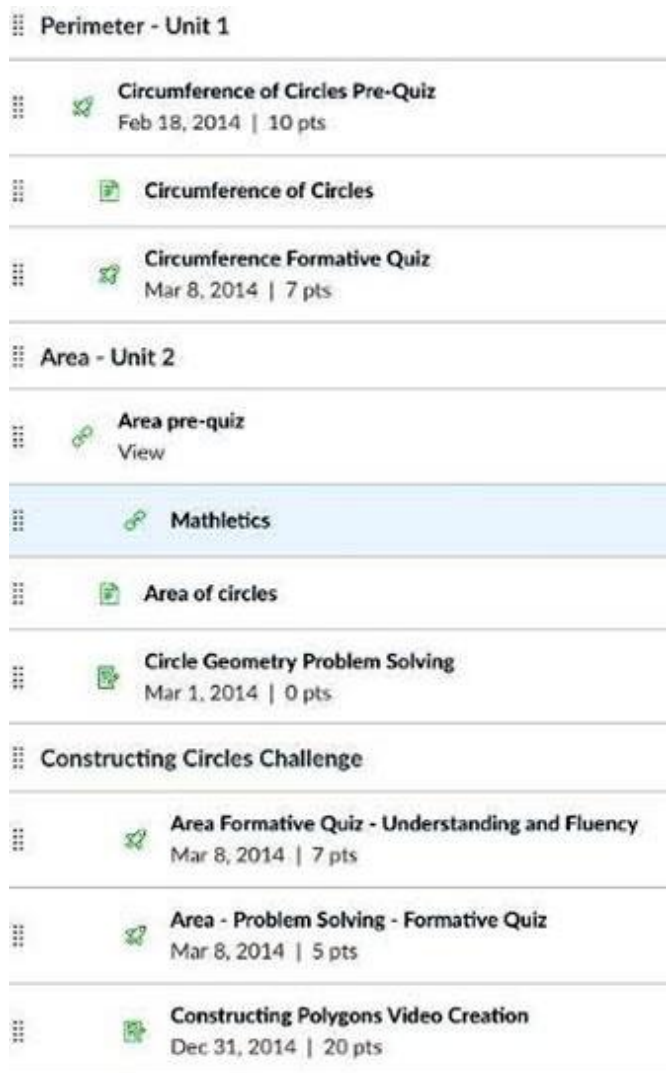 Perimeter - Unit 1
Circumference of Circles Pre-Quiz
Feb 18, 2014 | 10 pts
Circumference of Circles
Circumference Formative Quiz
Mar 8, 2014 | 7 pts
Area - Unit 2
Area pre-quiz
View
Mathletics
Area of circles
Circle Geometry Problem Solving
Mar 1, 2014 | 0 pts
Constructing Circles Challenge
Area Formative Quiz - Understanding and Fluency
Mar 8, 2014 | 7 pts
Area - Problem Solving - Formative Quiz
Mar 8, 2014 | 5 pts
Constructing Polygons Video Creation
Dec 31, 2014 | 20 pts